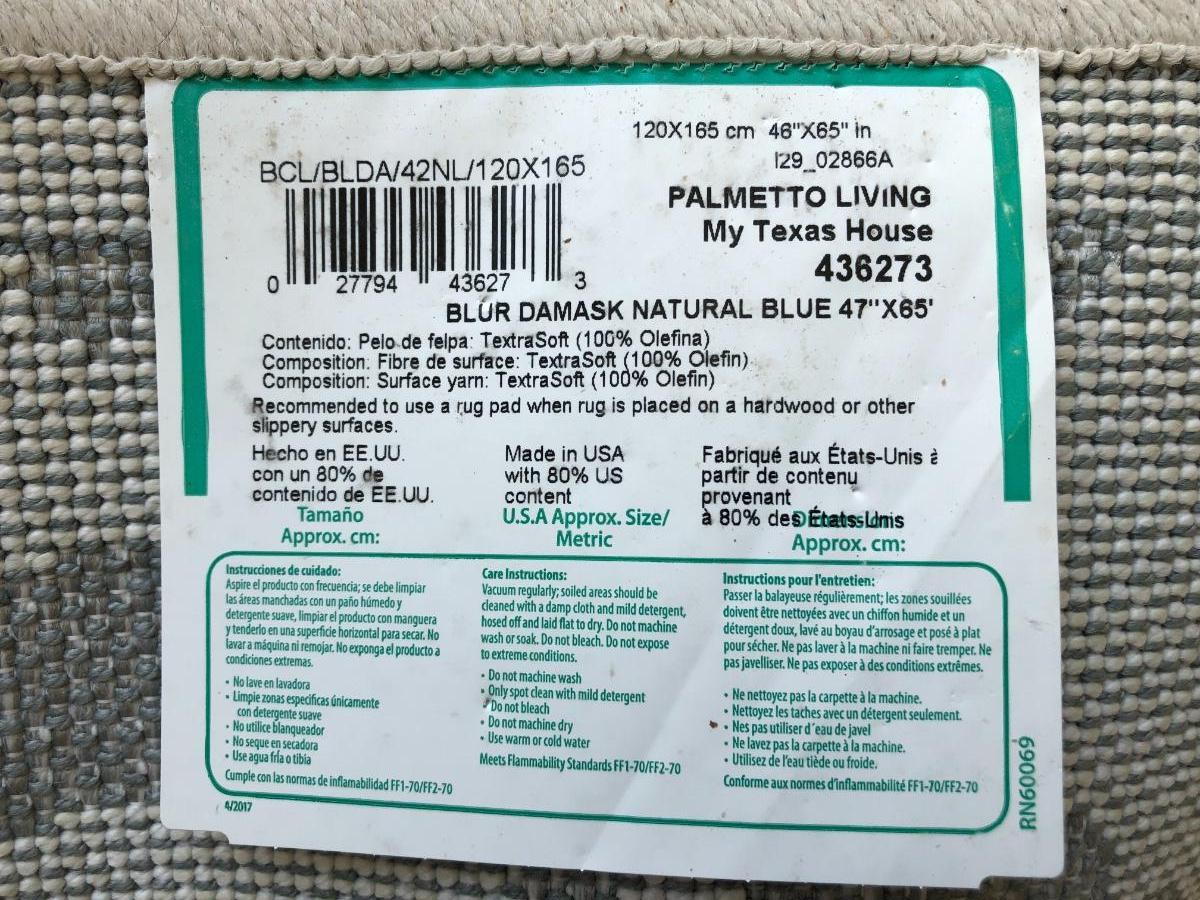 120X165 cm 46"X65" in
I29_02866A
BCL/BLDA/42NL/120X165
PALMETTO LIVING
My Texas House
436273
0 27794 43627 3
BLUR DAMASK NATURAL BLUE 47"X65'
Contenido: Pelo de felpa: TextraSoft (100% Olefina)
Composition: Fibre de surface: TextraSoft (100% Olefin)
Composition: Surface yarn: TextraSoft (100% Olefin)
Recommended to use a rug pad when rug is placed on a hardwood or other
slippery surfaces.
Hecho en EE.UU.
con un 80% de
contenido de EE.UU.
Tamaño
Approx. cm:
Made in USA
with 80% US
content
U.S.A Approx. Size/
Metric
Fabriqué aux États-Unis à
partir de contenu
provenant
à 80% des États-Unis
Approx. cm:
Instrucciones de cuidado:
Aspire el producto con frecuencia; se debe limpiar
las áreas manchadas con un paño húmedo y
detergente suave, limpiar el producto con manguera
y tenderlo en una superficie horizontal para secar. No
lavar a máquina ni remojar. No exponga el producto a
condiciones extremas.
• No lave en lavadora
• Limpie zonas especificas únicamente
con detergente suave
• No utilice blanqueador
• No seque en secadora
• Use agua fría o tibia
Cumple con las normas de inflamabilidad FF1-70/FF2-70
Care Instructions:
Vacuum regularly; soiled areas should be
cleaned with a damp cloth and mild detergent,
hosed off and laid flat to dry. Do not machine
wash or soak. Do not bleach. Do not expose
to extreme conditions.
• Do not machine wash
• Only spot clean with mild detergent
• Do not bleach
• Do not machine dry
• Use warm or cold water
Meets Flammability Standards FF1-70/FF2-70
Instructions pour l'entretien:
Passer la balayeuse régulièrement; les zones souillées
doivent être nettoyées avec un chiffon humide et un
détergent doux, lavé au boyau d'arrosage et posé à plat
pour sécher. Ne pas laver à la machine ni faire tremper. Ne
pas javelliser. Ne pas exposer à des conditions extrêmes.
• Ne nettoyez pas la carpette à la machine.
• Nettoyez les taches avec un détergent seulement.
• Nes pas utiliser d´eau de javel
• Ne lavez pas la carpette à la machine.
• Utilisez de l'eau tiède ou froide.
Conforme aux normes d'inflammabilité FF1-70/FF2-70
4/2017
RN60069